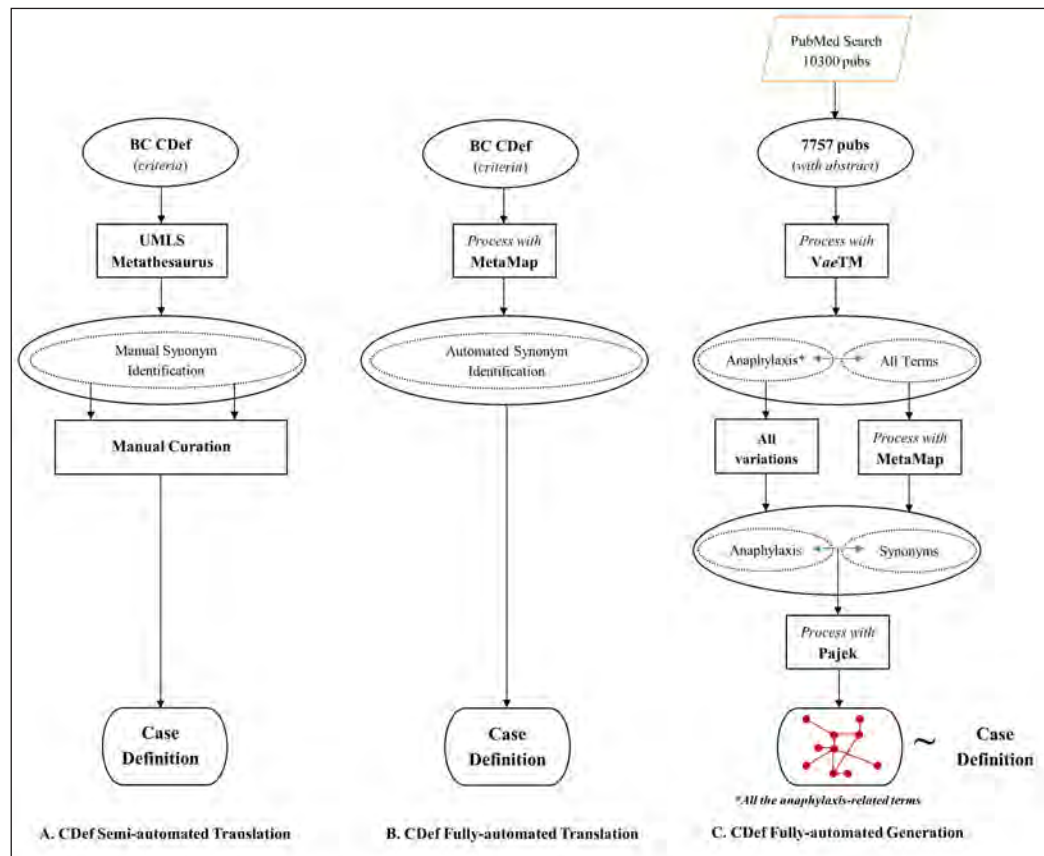 BC CDef
(criteria)
UMLS
Metathesaurus
Manual Synonym
Identification
Manual Curation
Case
Definition
A. CDef Semi-automated Translation
BC CDef
(criteria)
Process with
MetaMap
Automated Synonym
Identification
Case
Definition
B. CDef Fully-automated Translation
PubMed Search
10300 pubs
7757 pubs
(with abstract)
Process with
VaeTM
Anaphylaxis*
All Terms
All
variations
Process with
MetaMap
Anaphylaxis
Synonyms
Process with
Pajek
~
Case
Definition
*All the anaphylaxis-related terms
C. CDef Fully-automated Generation